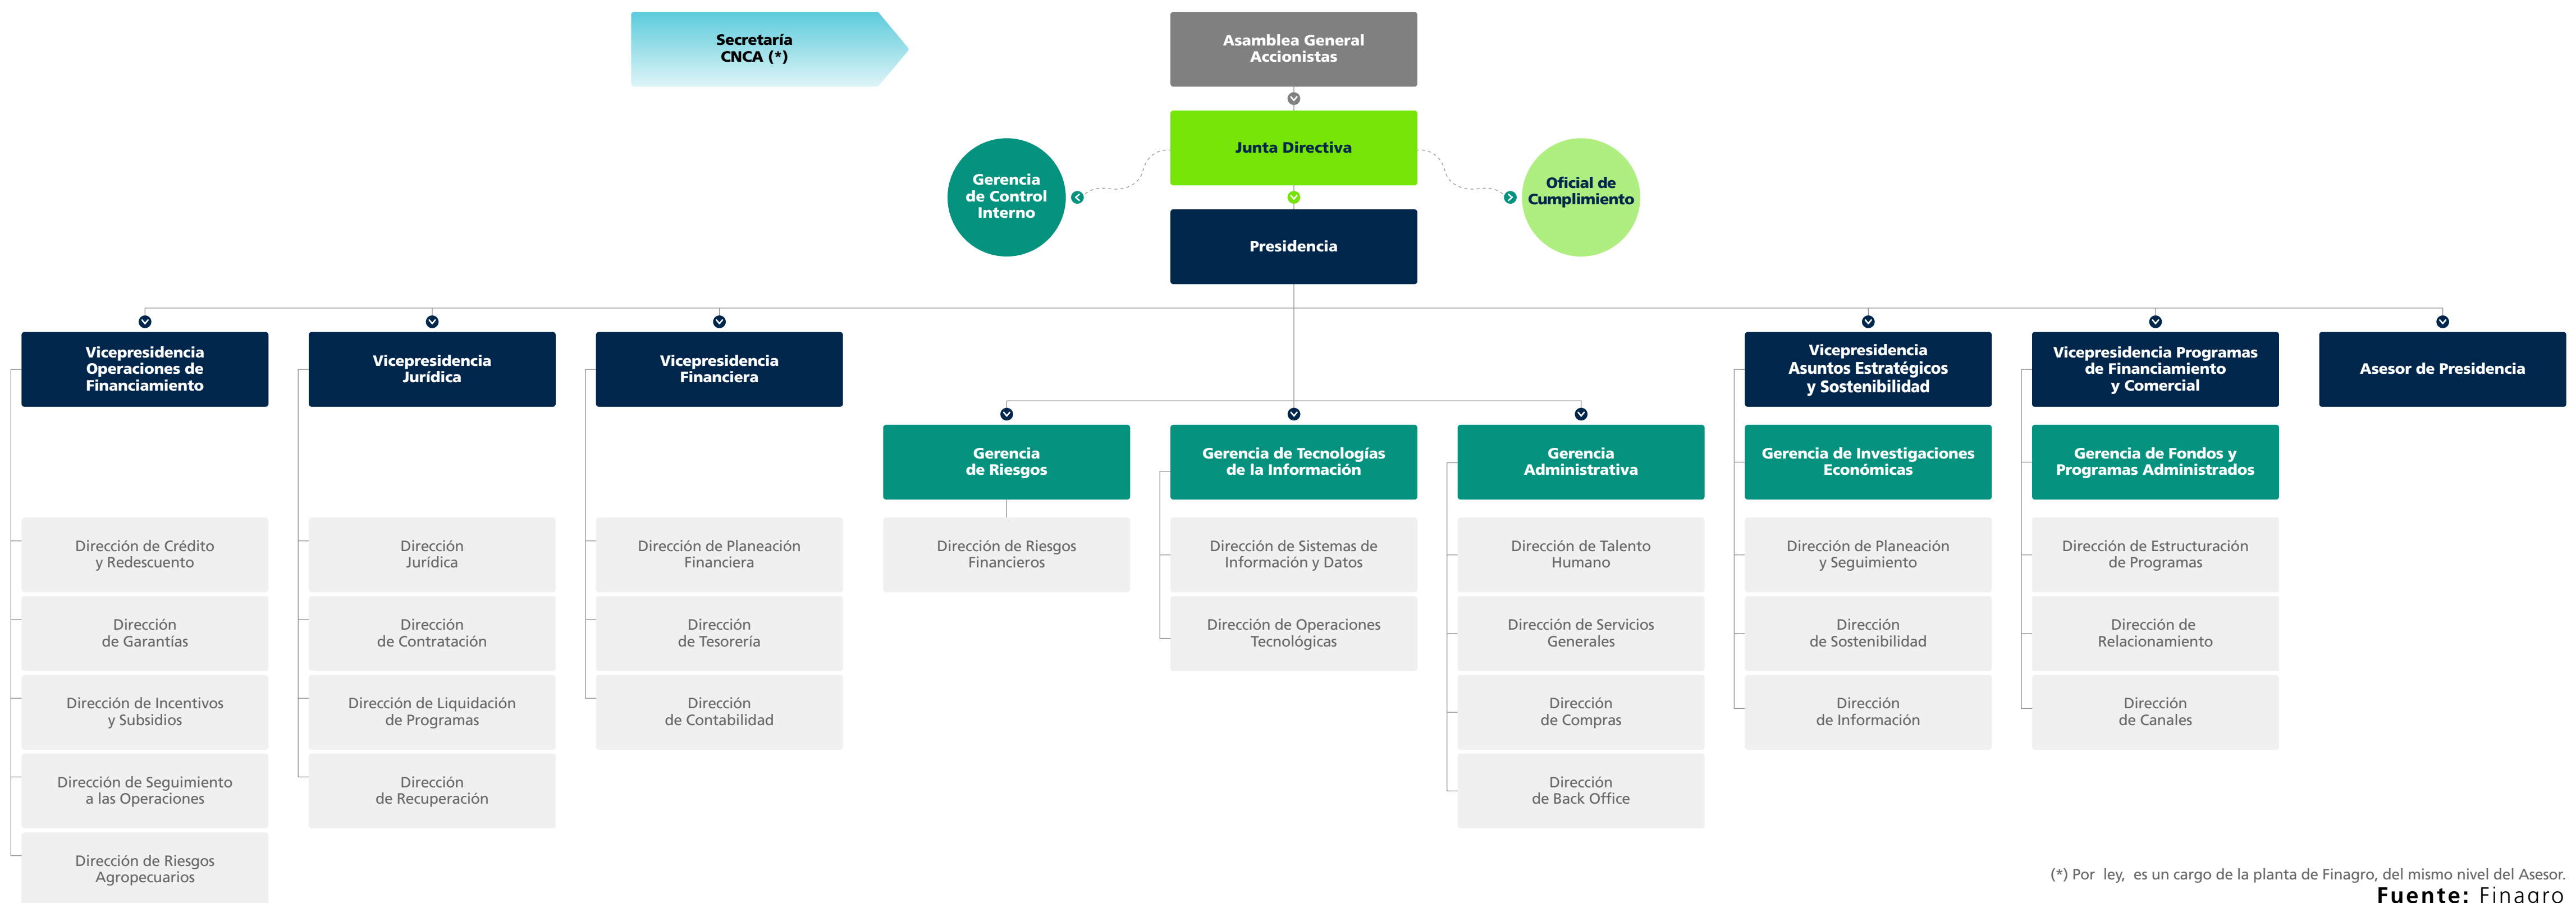 Secretaría
CNCA (*)
Asamblea General
Accionistas
Junta Directiva
Gerencia
de Control
Interno
Oficial de
Cumplimiento
Presidencia
Vicepresidencia
Operaciones de
Financiamiento
Dirección de Crédito
y Redescuento
Dirección
de Garantías
Dirección de Incentivos
y Subsidios
Dirección de Seguimiento
a las Operaciones
Dirección de Riesgos
Agropecuarios
Vicepresidencia
Jurídica
Dirección
Jurídica
Dirección
de Contratación
Dirección de Liquidación
de Programas
Dirección
de Recuperación
Vicepresidencia
Financiera
Dirección de Planeación
Financiera
Dirección
de Tesorería
Dirección
de Contabilidad
Gerencia
de Riesgos
Dirección de Riesgos
Financieros
Gerencia de Tecnologías
de la Información
Dirección de Sistemas de
Información y Datos
Dirección de Operaciones
Tecnológicas
Gerencia
Administrativa
Dirección de Talento
Humano
Dirección de Servicios
Generales
Dirección
de Compras
Dirección
de Back Office
Vicepresidencia
Asuntos Estratégicos
y Sostenibilidad
Gerencia de Investigaciones
Económicas
Dirección de Planeación
y Seguimiento
Dirección
de Sostenibilidad
Dirección
de Información
Vicepresidencia Programas
de Financiamiento
y Comercial
Gerencia de Fondos y
Programas Administrados
Dirección de Estructuración
de Programas
Dirección de
Relacionamiento
Dirección
de Canales
Asesor de Presidencia
(*) Por ley, es un cargo de la planta de Finagro, del mismo nivel del Asesor.
Fuente: Finagro